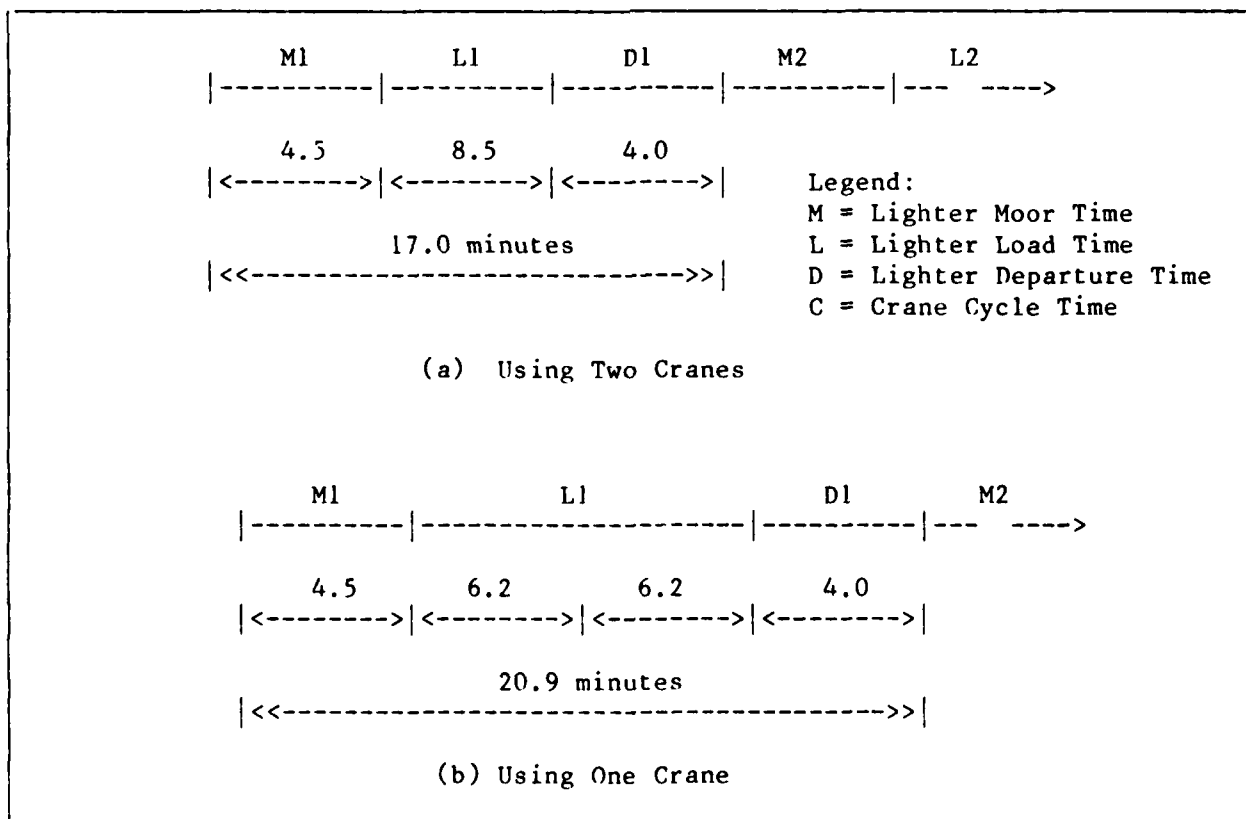 M1 L1 D1 M2 L2
|----------|---------|---------|---------|--- ---->
4.5 8.5 4.0
|<-------->|<-------->|<-------->|
Legend:
M = Lighter Moor Time
17.0 minutes
L = Lighter Load Time
|<<--------------------------->>|
D = Lighter Departure Time
C = Crane Cycle Time
(a) Using Two Cranes
M1 L1 D1 M2
|----------|-------------------|---------|--- ---->
4.5 6.2 6.2 4.0
|<-------->|<-------->|<-------->|<-------->|
20.9 minutes
|<<-------------------------------------->>|
(b) Using One Crane